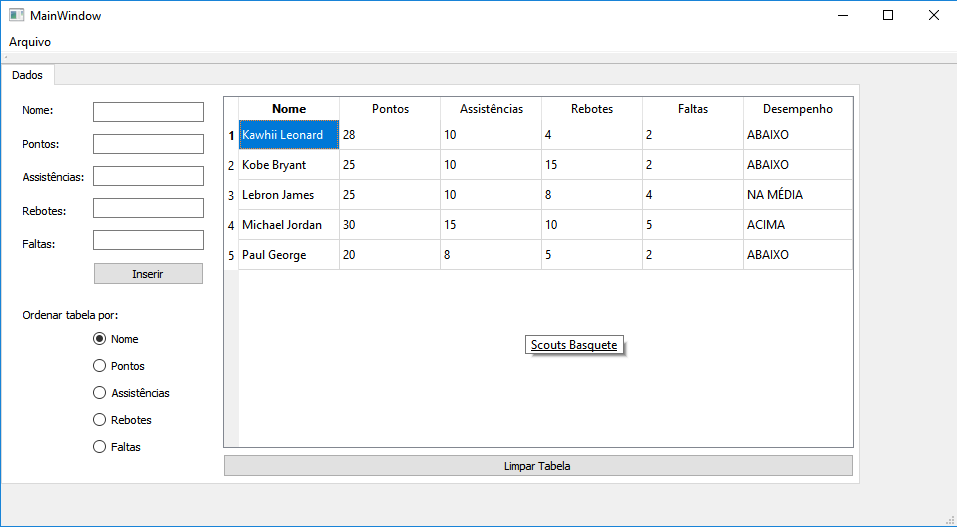 MainWindow
Arquivo
Dados
Nome:
Pontos:
Assistências:
Rebotes:
Faltas:
Inserir
Ordenar tabela por:
Nome
Pontos
Assistências
Rebotes
Faltas
Nome Pontos Assistências Rebotes Faltas Desempenho
1 Kawhii Leonard 28 10 4 2 ABAIXO
2 Kobe Bryant 25 10 15 2 ABAIXO
3 Lebron James 25 10 8 4 NA MÉDIA
4 Michael Jordan 30 15 10 5 ACIMA
5 Paul George 20 8 5 2 ABAIXO
Scouts Basquete
Limpar Tabela